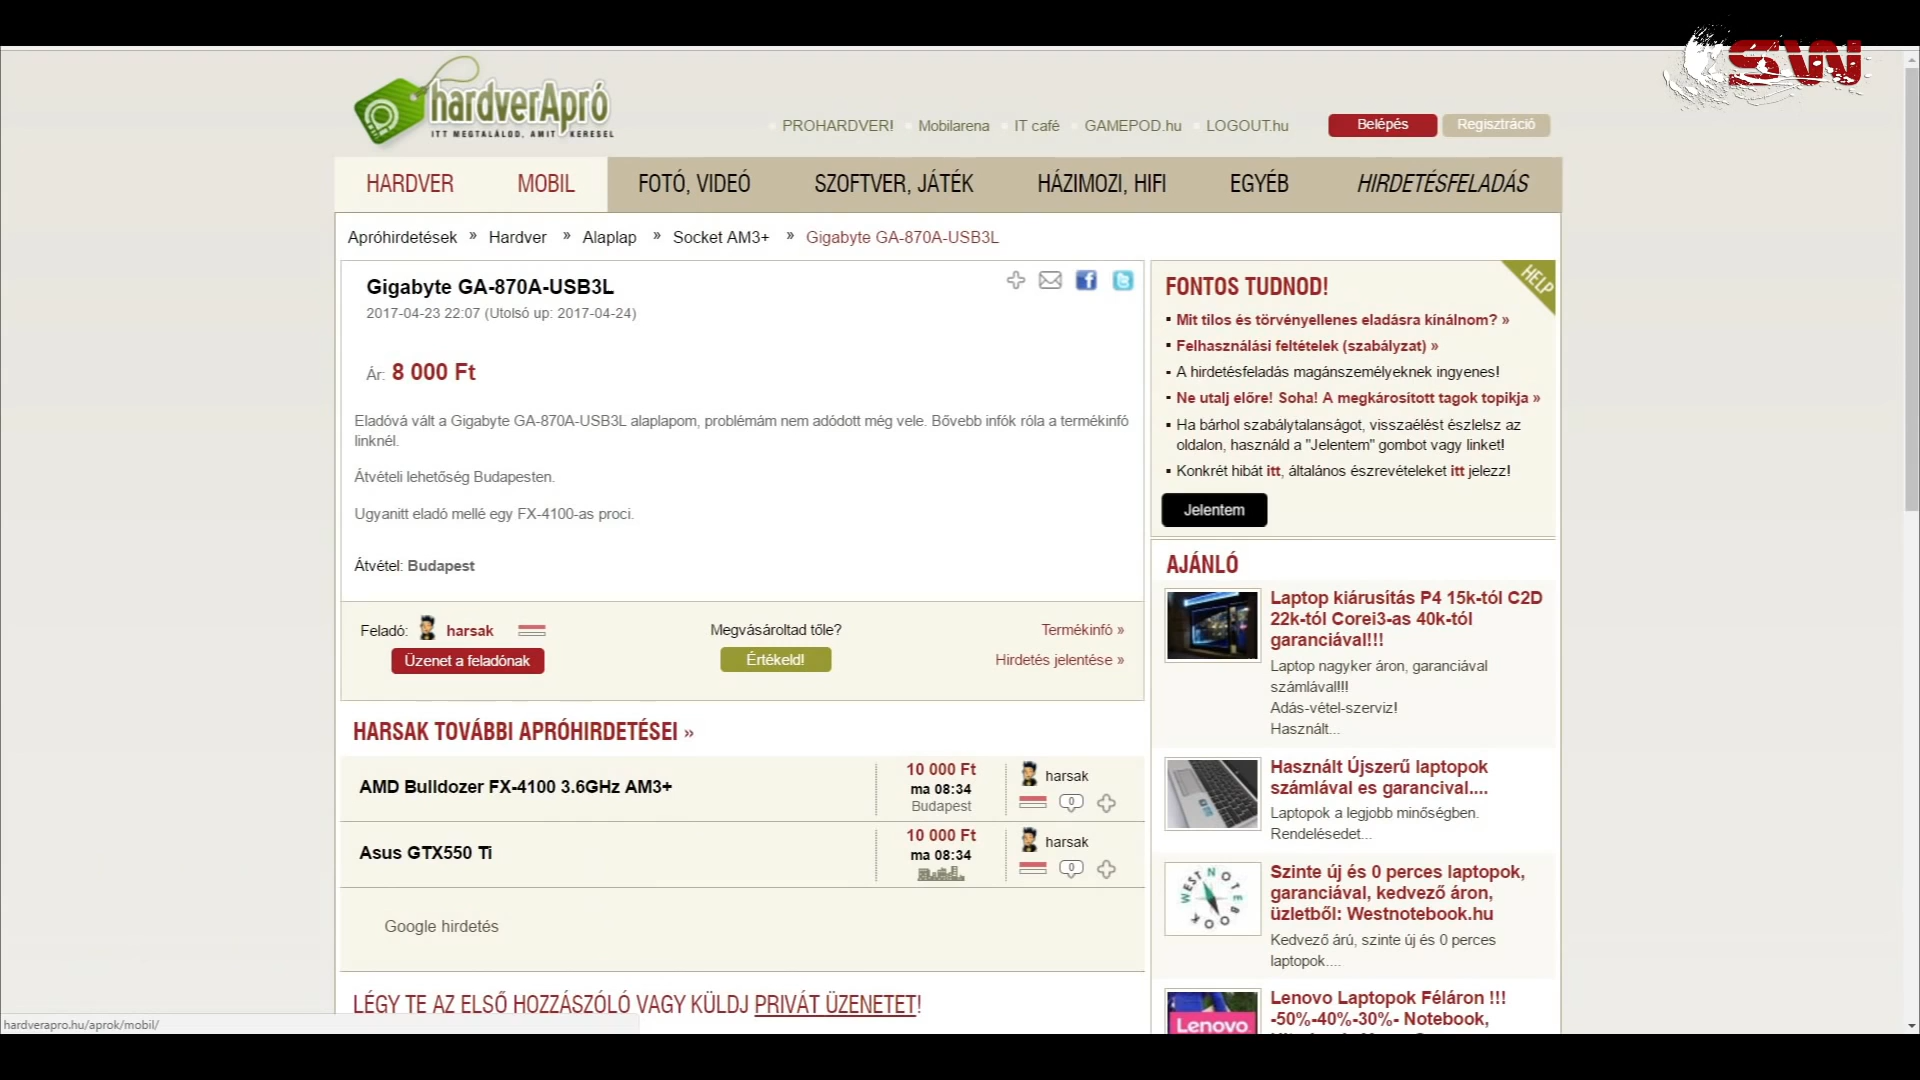 SW
hardverApró
ITT MEGTALÁLOD, AMIT KERESEL
PROHARDVER! Mobilarena IT café GAMEPOD.hu LOGOUT.hu
Belépés Regisztráció
HARDVER MOBIL FOTÓ, VIDEÓ SZOFTVER, JÁTÉK HÁZIMOZI, HIFI EGYÉB HIRDETÉSFELADÁS
Apróhirdetések » Hardver » Alaplap » Socket AM3+ » Gigabyte GA-870A-USB3L
Gigabyte GA-870A-USB3L
2017-04-23 22:07 (Utolsó up: 2017-04-24)
Ár: 8 000 Ft
Eladóvá vált a Gigabyte GA-870A-USB3L alaplapom, problémám nem adódott még vele. Bővebb infók róla a termékinfó
linknél.
Átvételi lehetőség Budapesten.
Ugyanitt eladó mellé egy FX-4100-as proci.
Átvétel: Budapest
Feladó: harsak
Üzenet a feladónak
Megvásároltad tőle?
Értékeld!
Termékinfó »
Hirdetés jelentése »
HARSAK TOVÁBBI APRÓHIRDETÉSEI »
AMD Bulldozer FX-4100 3.6GHz AM3+
10 000 Ft
ma 08:34
Budapest
harsak
0
Asus GTX550 Ti
10 000 Ft
ma 08:34
harsak
0
Google hirdetés
LÉGY TE AZ ELSŐ HOZZÁSZÓLÓ VAGY KÜLDJ PRIVÁT ÜZENETET!
HELP
FONTOS TUDNOD!
▪ Mit tilos és törvényellenes eladásra kínálnom? »
▪ Felhasználási feltételek (szabályzat) »
▪ A hirdetésfeladás magánszemélyeknek ingyenes!
▪ Ne utalj előre! Soha! A megkárosított tagok topikja »
▪ Ha bárhol szabálytalanságot, visszaélést észlelsz az
oldalon, használd a "Jelentem" gombot vagy linket!
▪ Konkrét hibát itt, általános észrevételeket itt jelezz!
Jelentem
AJÁNLÓ
Laptop kiárusítás P4 15k-tól C2D
22k-tól Corei3-as 40k-tól
garanciával!!!
Laptop nagyker áron, garanciával
számlával!!!
Adás-vétel-szerviz!
Használt...
Használt Újszerű laptopok
számlával es garancival....
Laptopok a legjobb minőségben.
Rendelésedet...
WESTNOTEBOOK
Szinte új és 0 perces laptopok,
garanciával, kedvező áron,
üzletből: Westnotebook.hu
Kedvező árú, szinte új és 0 perces
laptopok....
Lenovo
Lenovo Laptopok Féláron !!!
-50%-40%-30%- Notebook,
hardverapro.hu/aprok/mobil/